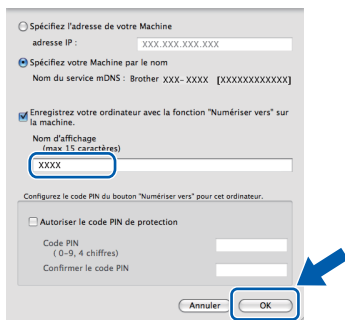 Spécifiez l'adresse de votre Machine
adresse IP : XXX.XXX.XXX.XXX
Spécifiez votre Machine par le nom
Nom du service mDNS : Brother XXX-XXXX [XXXXXXXXXXXX]
Enregistrez votre ordinateur avec la fonction "Numériser vers" sur
la machine.
Nom d'affichage
(max 15 caractères)
XXXX
Configurez le code PIN du bouton "Numériser vers" pour cet ordinateur.
Autoriser le code PIN de protection
Code PIN
( 0-9, 4 chiffres)
Confirmer le code PIN
Annuler OK